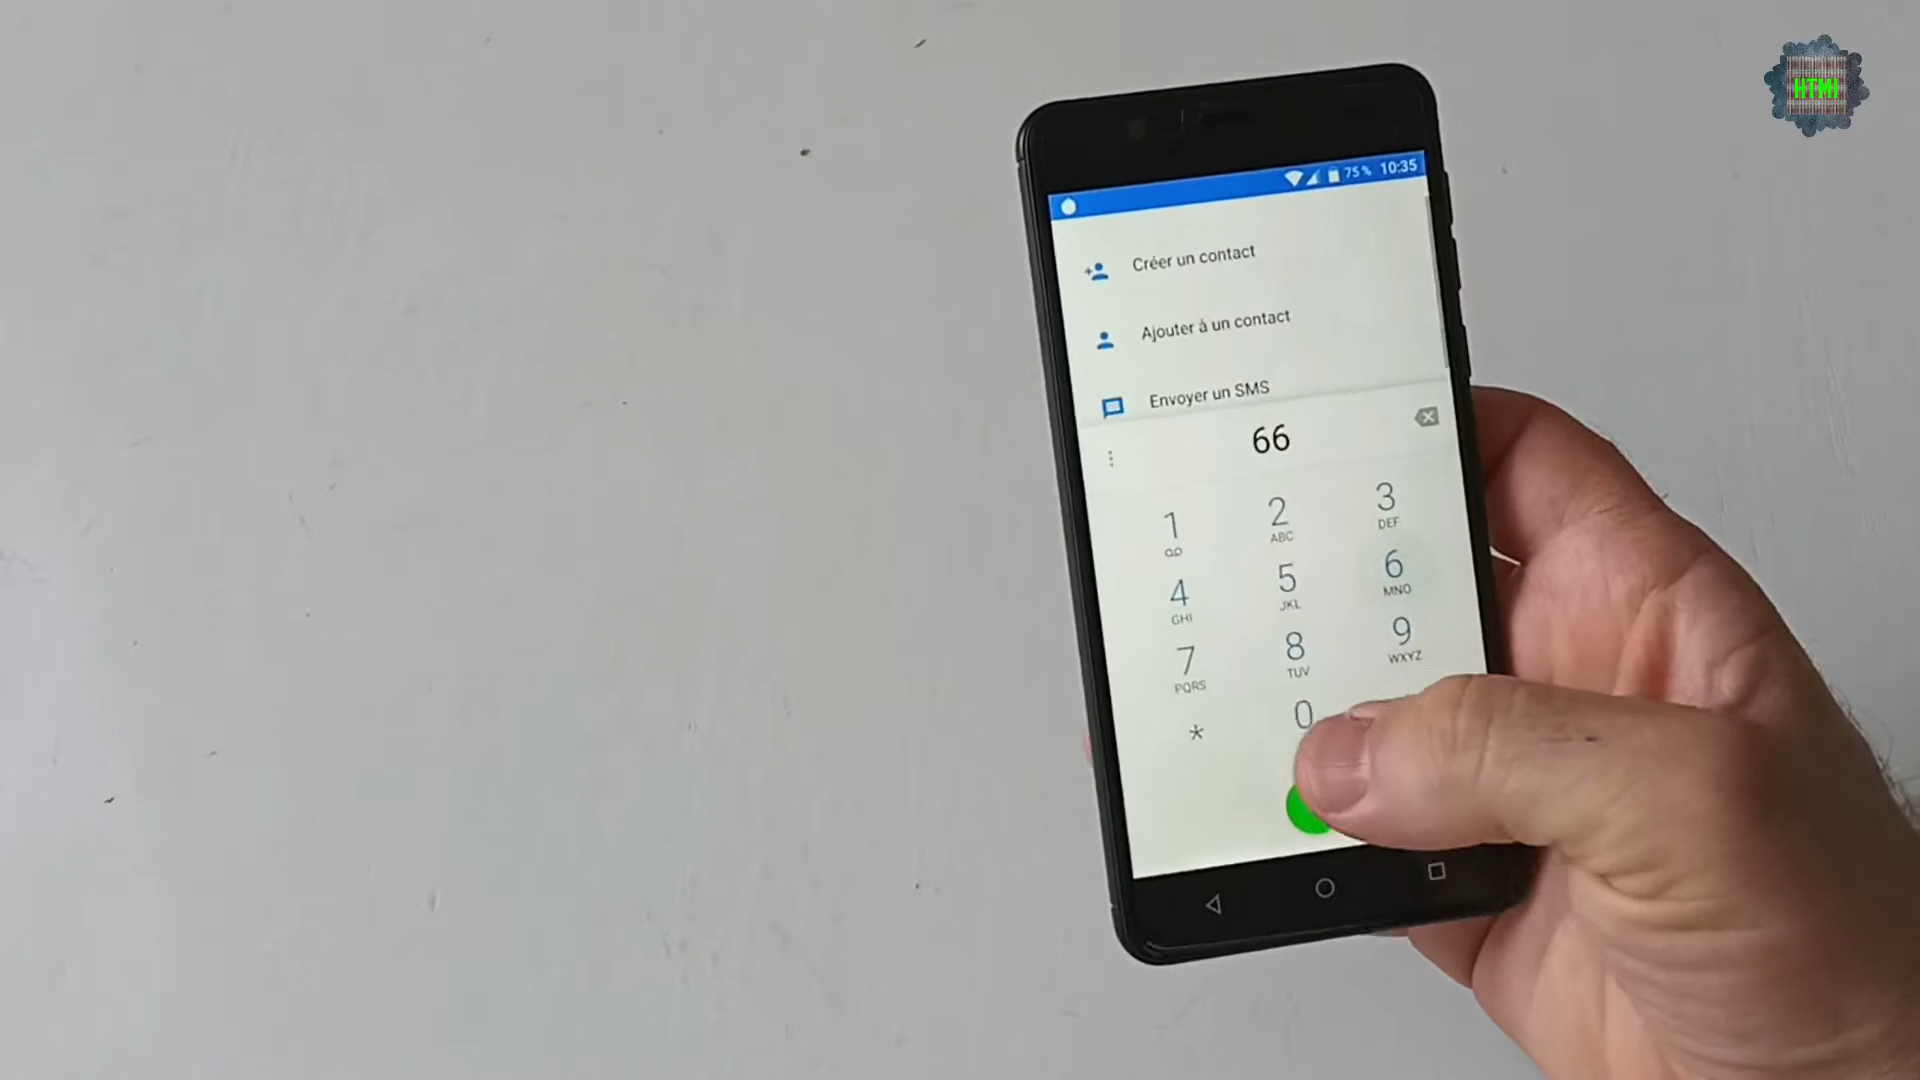 HTMI
75 % 10:35
Créer un contact
Ajouter à un contact
Envoyer un SMS
66
1 2 3
ABC DEF
4 5 6
GHI JKL MNO
7 8 9
PQRS TUV WXYZ
* 0